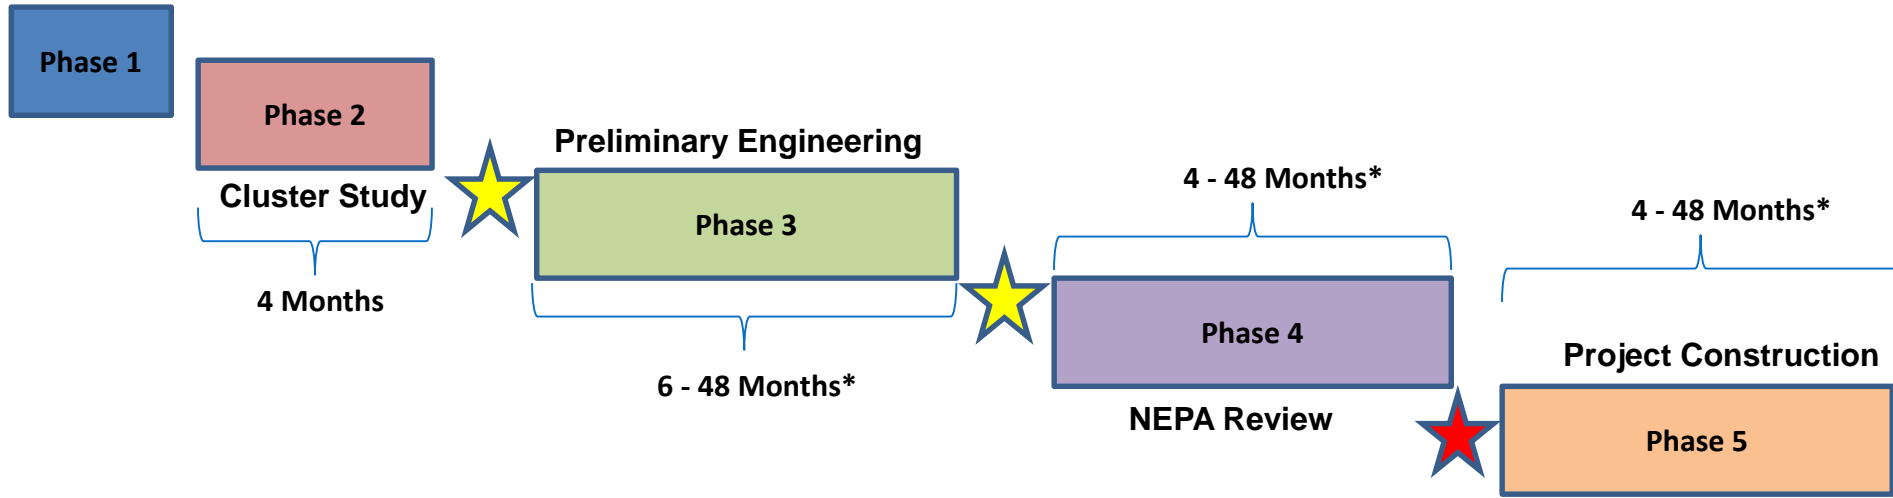 Phase 1
Phase 2
Cluster Study
4 Months
Preliminary Engineering
Phase 3
6 - 48 Months*
4 - 48 Months*
Phase 4
NEPA Review
4 - 48 Months*
Project Construction
Phase 5